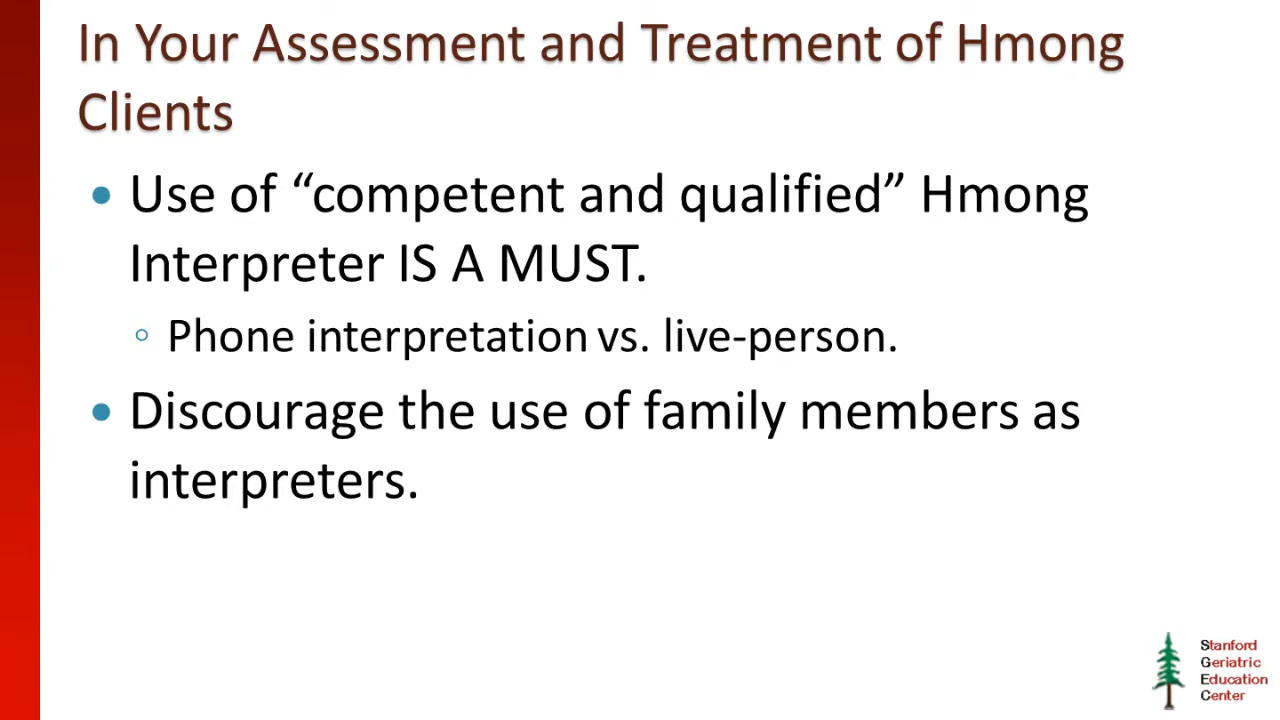 In Your Assessment and Treatment of Hmong
Clients
• Use of “competent and qualified” Hmong
Interpreter IS A MUST.
◦ Phone interpretation vs. live-person.
• Discourage the use of family members as
interpreters.
Stanford
Geriatric
Education
Center